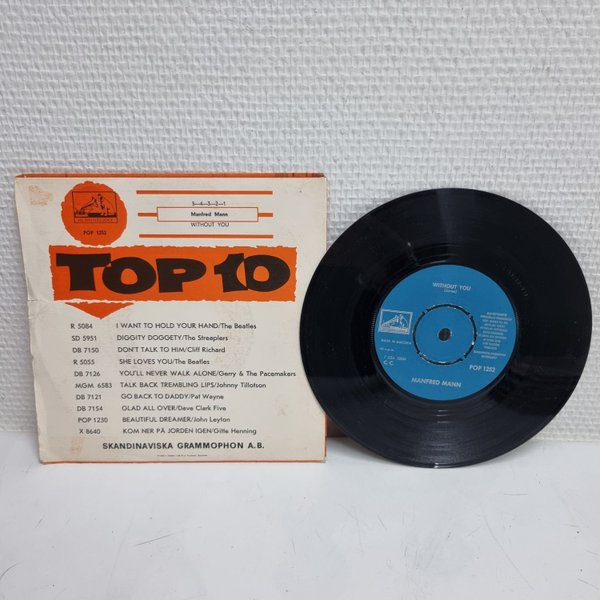 5—4—3—2—1
Manfred Mann
WITHOUT YOU
POP 1252
TOP 10
R 5084 I WANT TO HOLD YOUR HAND/The Beatles
SD 5951 DIGGITY DOGGETY/The Streaplers
DB 7150 DON'T TALK TO HIM/Cliff Richard
R 5055 SHE LOVES YOU/The Beatles
DB 7126 YOU'LL NEVER WALK ALONE/Gerry & The Pacemakers
MGM 6583 TALK BACK TREMBLING LIPS/Johnny Tillotson
DB 7121 GO BACK TO DADDY/Pat Wayne
DB 7154 GLAD ALL OVER/Dave Clark Five
POP 1230 BEAUTIFUL DREAMER/John Leyton
X 8640 KOM NER PÅ JORDEN IGEN/Gitte Henning
SKANDINAVISKA GRAMMOPHON A.B.
WITHOUT YOU
MADE IN SWEDEN
POP 1252
MANFRED MANN